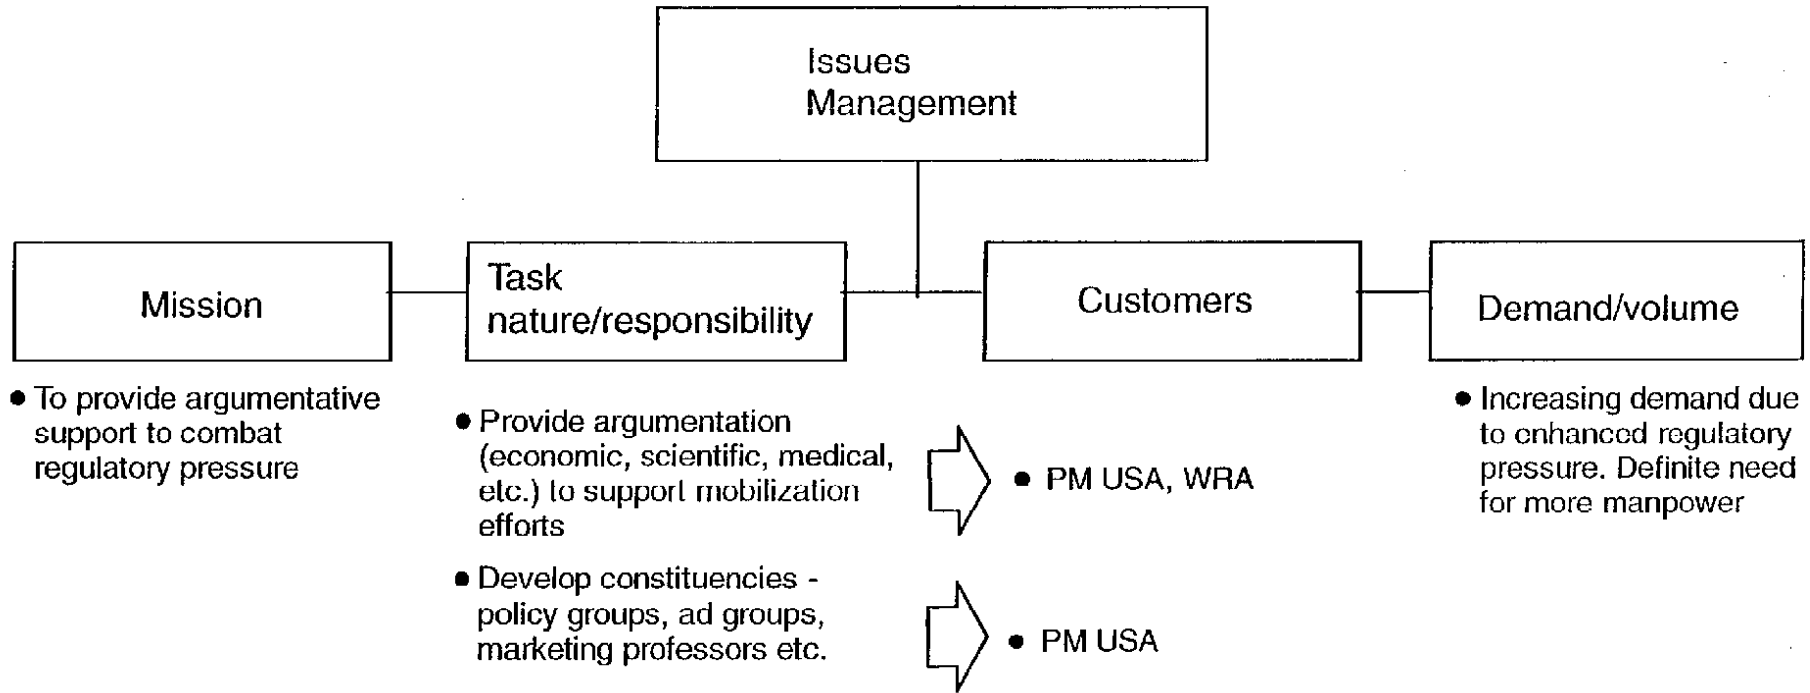 Issues
Management
Mission
Task
nature/responsibility
Customers
Demand/volume
● To provide argumentative
support to combat
regulatory pressure
● Provide argumentation
(economic, scientific, medical,
etc.) to support mobilization
efforts
● PM USA, WRA
● Develop constituencies -
policy groups, ad groups,
marketing professors etc.
● PM USA
● Increasing demand due
to enhanced regulatory
pressure. Definite need
for more manpower